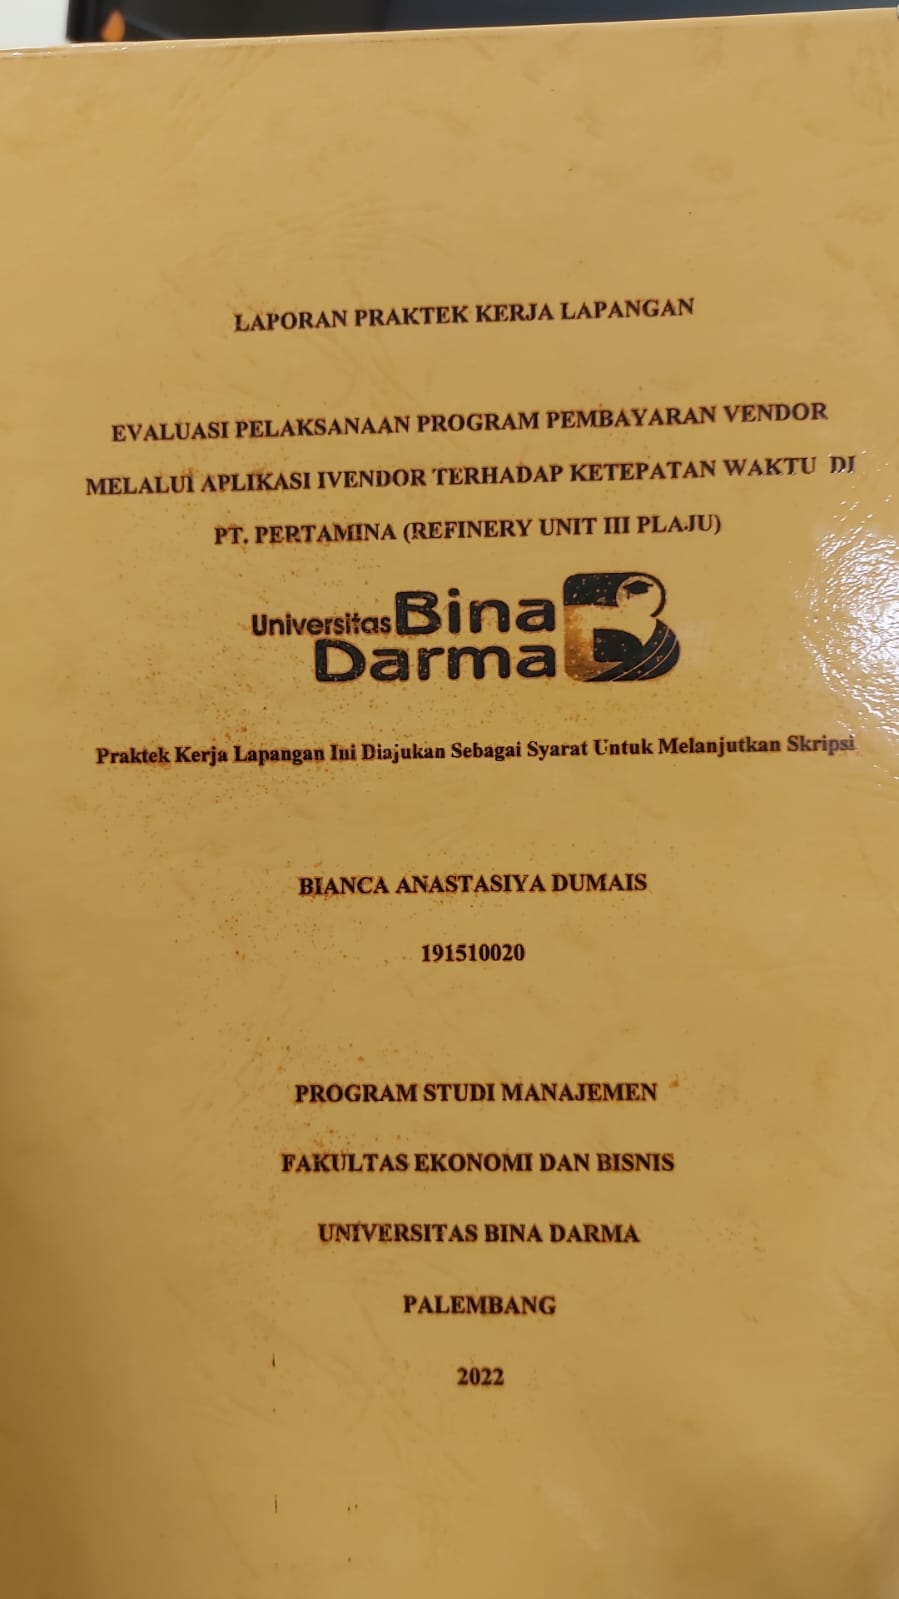 LAPORAN PRAKTEK KERJA LAPANGAN
EVALUASI PELAKSANAAN PROGRAM PEMBAYARAN VENDOR
MELALUI APLIKASI IVENDOR TERHADAP KETEPATAN WAKTU DI
PT. PERTAMINA (REFINERY UNIT III PLAJU)
Universitas Bina
Darma
Praktek Kerja Lapangan Ini Diajukan Sebagai Syarat Untuk Melanjutkan Skripsi
BIANCA ANASTASIYA DUMAIS
191510020
PROGRAM STUDI MANAJEMEN
FAKULTAS EKONOMI DAN BISNIS
UNIVERSITAS BINA DARMA
PALEMBANG
2022